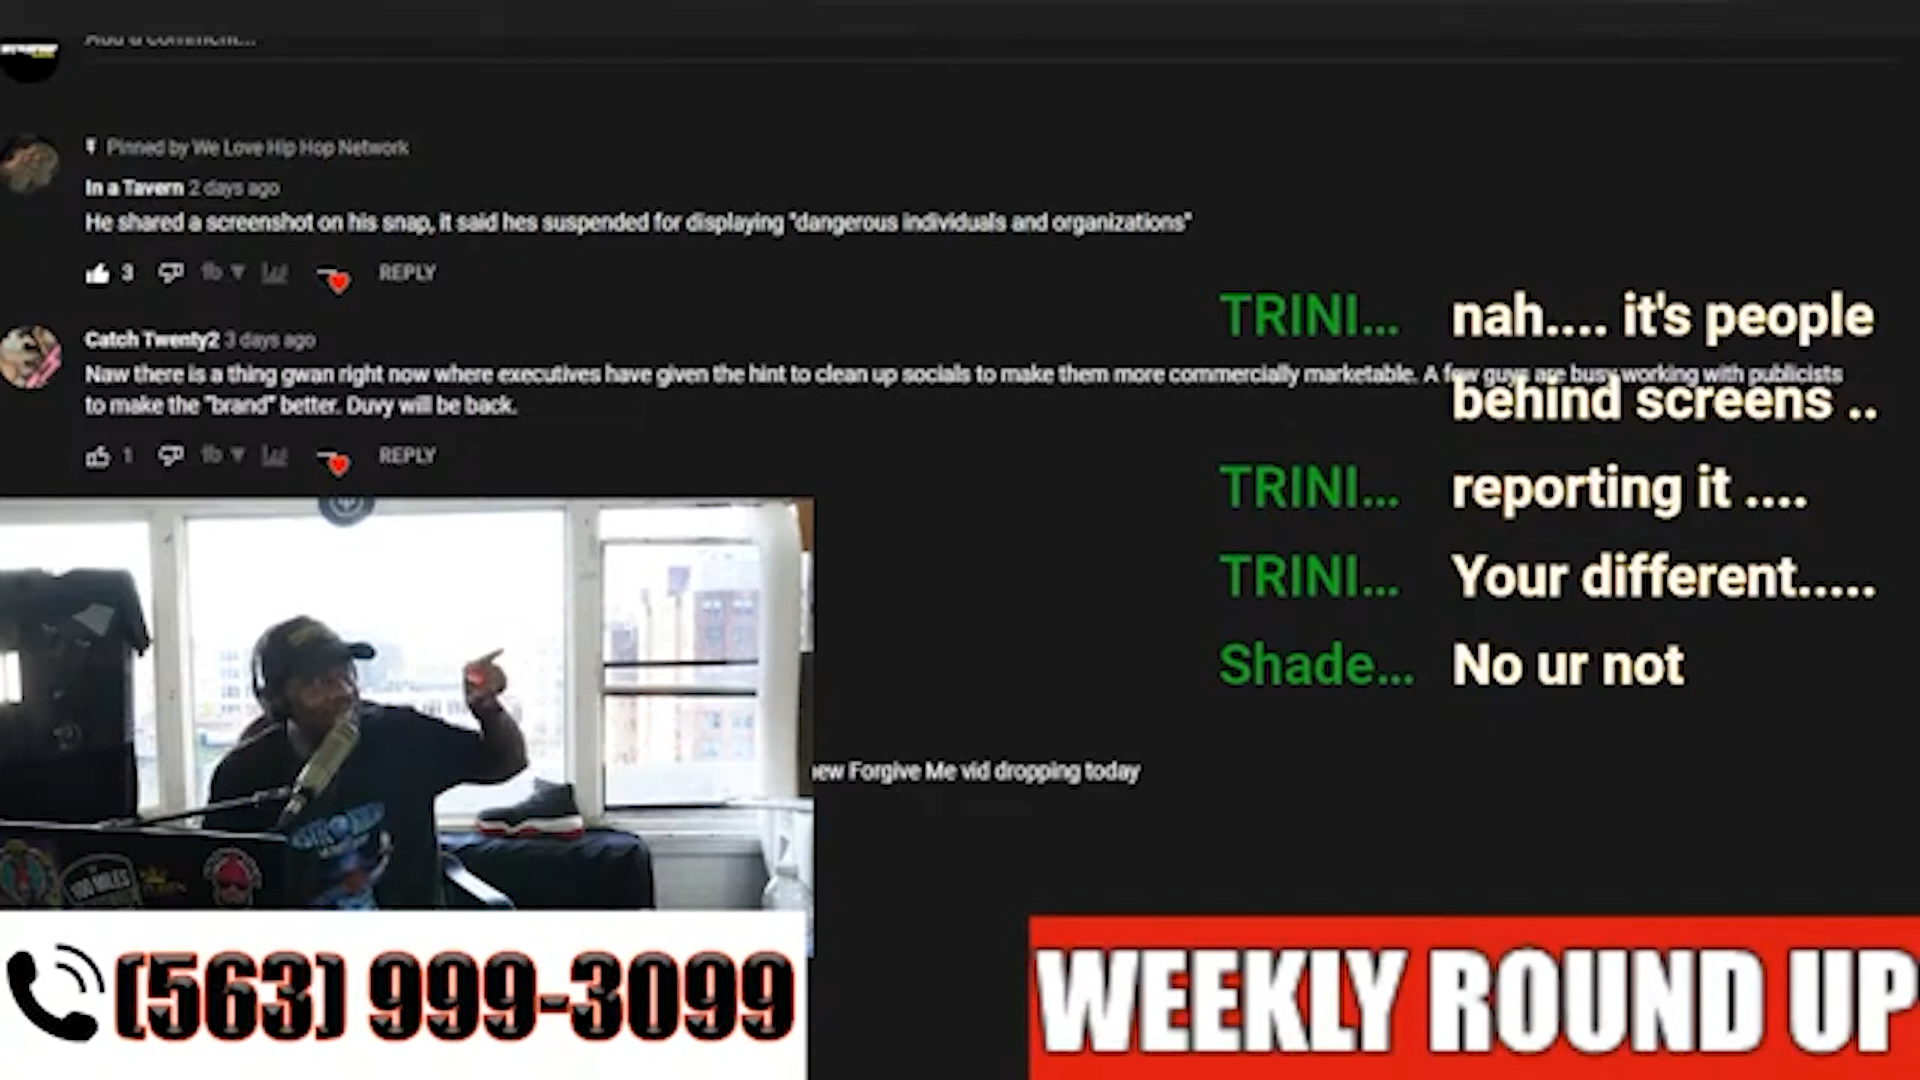 Add a comment...
Pinned by We Love Hip Hop Network
In a Tavern 2 days ago
He shared a screenshot on his snap, it said hes suspended for displaying "dangerous individuals and organizations"
3 REPLY
Catch Twenty2 3 days ago
Naw there is a thing gwan right now where executives have given the hint to clean up socials to make them more commercially marketable. A few guys are busy working with publicists
to make the "brand" better. Duvy will be back.
1 REPLY
TRINI... nah.... it's people
behind screens ..
TRINI... reporting it ....
TRINI... Your different.....
Shade... No ur not
new Forgive Me vid dropping today
100 MILES
(563) 999-3099
WEEKLY ROUND UP